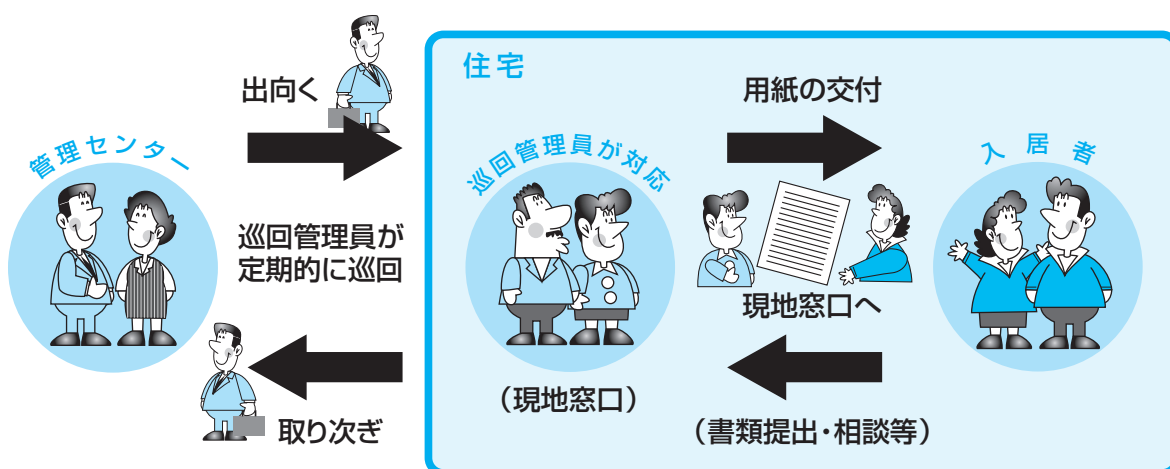 住宅
出向く
用紙の交付
管理センター
巡回管理員が対応
入居者
巡回管理員が
定期的に巡回
現地窓口へ
(現地窓口)
取り次ぎ
(書類提出・相談等)